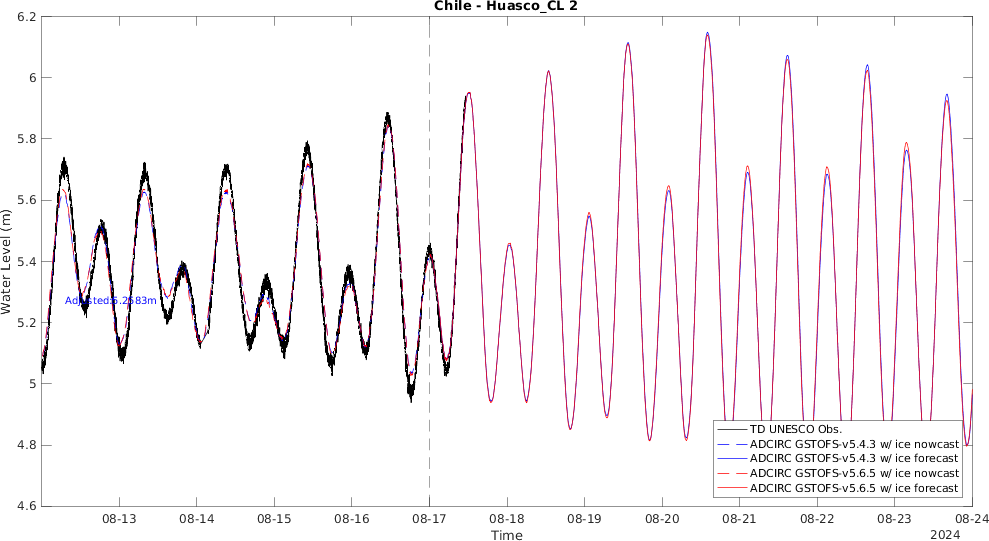 Chile - Huasco_CL 2
6.2
6
5.8
5.6
5.4
5.2
5
4.8
4.6
Water Level (m)
Adjusted:5.2583m
TD UNESCO Obs.
ADCIRC GSTOFS-v5.4.3 w/ ice nowcast
ADCIRC GSTOFS-v5.4.3 w/ ice forecast
ADCIRC GSTOFS-v5.6.5 w/ ice nowcast
ADCIRC GSTOFS-v5.6.5 w/ ice forecast
08-13 08-14 08-15 08-16 08-17 08-18 08-19 08-20 08-21 08-22 08-23 08-24
Time
2024